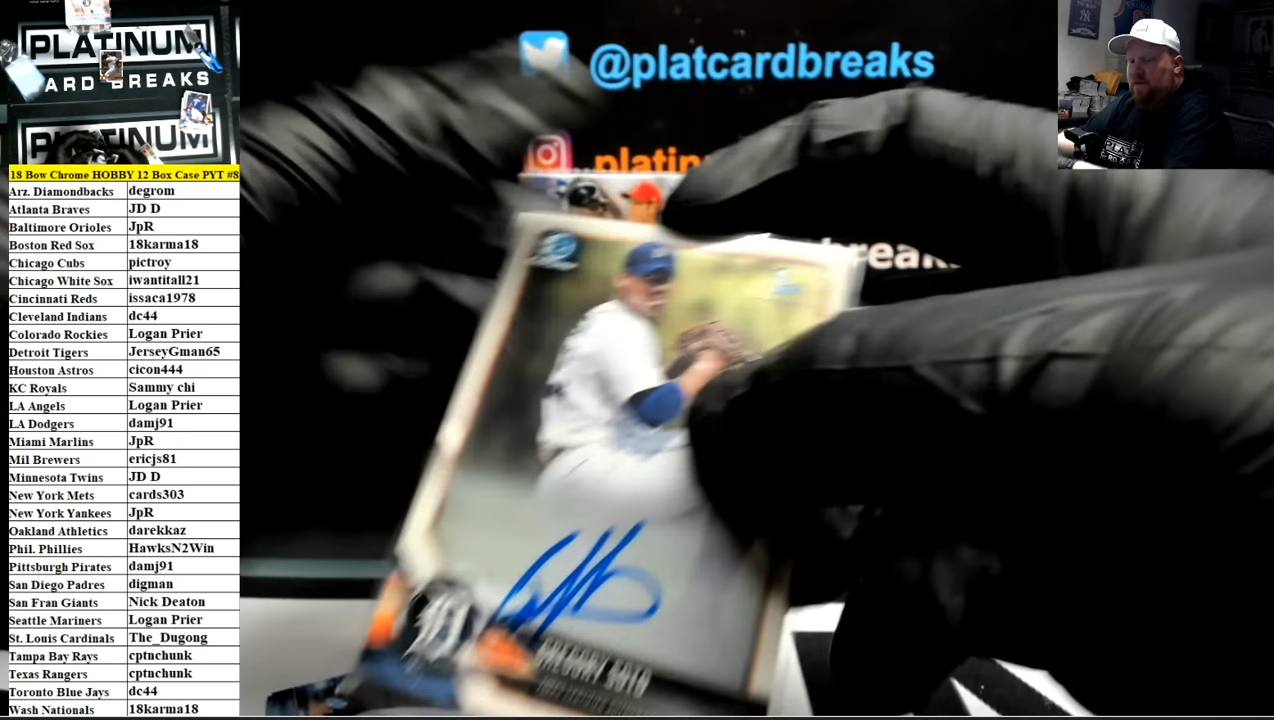 PLATINUM
CARD BREAKS
PLATINUM
@platcardbreaks
platin
breaks
GREGORY SOTO
18 Bow Chrome HOBBY 12 Box Case PYT #8
Arz. Diamondbacks degrom
Atlanta Braves JD D
Baltimore Orioles JpR
Boston Red Sox 18karma18
Chicago Cubs pictroy
Chicago White Sox iwantitall21
Cincinnati Reds issaca1978
Cleveland Indians dc44
Colorado Rockies Logan Prier
Detroit Tigers JerseyGman65
Houston Astros cicon444
KC Royals Sammy chi
LA Angels Logan Prier
LA Dodgers damj91
Miami Marlins JpR
Mil Brewers ericjs81
Minnesota Twins JD D
New York Mets cards303
New York Yankees JpR
Oakland Athletics darekkaz
Phil. Phillies HawksN2Win
Pittsburgh Pirates damj91
San Diego Padres digman
San Fran Giants Nick Deaton
Seattle Mariners Logan Prier
St. Louis Cardinals The_Dugong
Tampa Bay Rays cptnchunk
Texas Rangers cptnchunk
Toronto Blue Jays dc44
Wash Nationals 18karma18